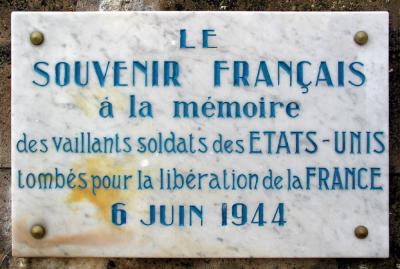 LE
SOUVENIR FRANÇAIS
á la mémoire
des vaillants soldats des ETATS-UNIS
tombés pour la libération de la FRANCE
6 JUIN 1944